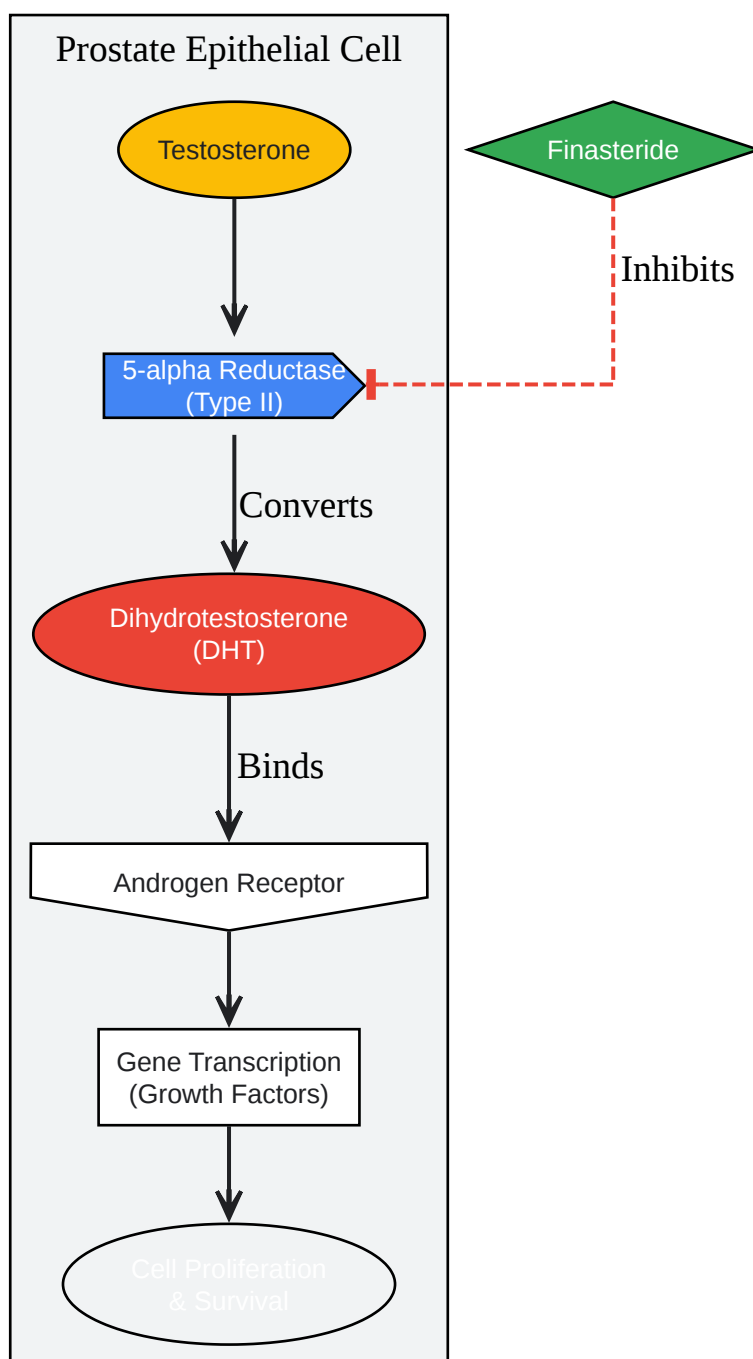 Prostate Epithelial Cell
Testosterone
Finasteride
Inhibits
5-alpha Reductase
(Type II)
Converts
Dihydrotestosterone
(DHT)
Binds
Androgen Receptor
Gene Transcription
(Growth Factors)
Cell Proliferation
& Survival